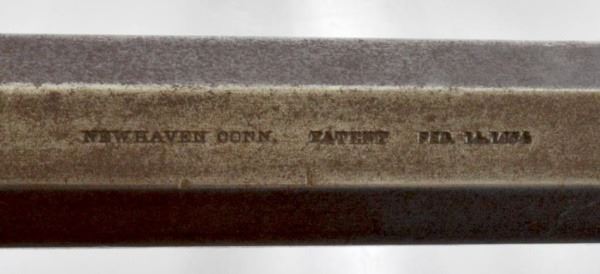 NEW HAVEN CONN. PATENT FEB. 14, 1854